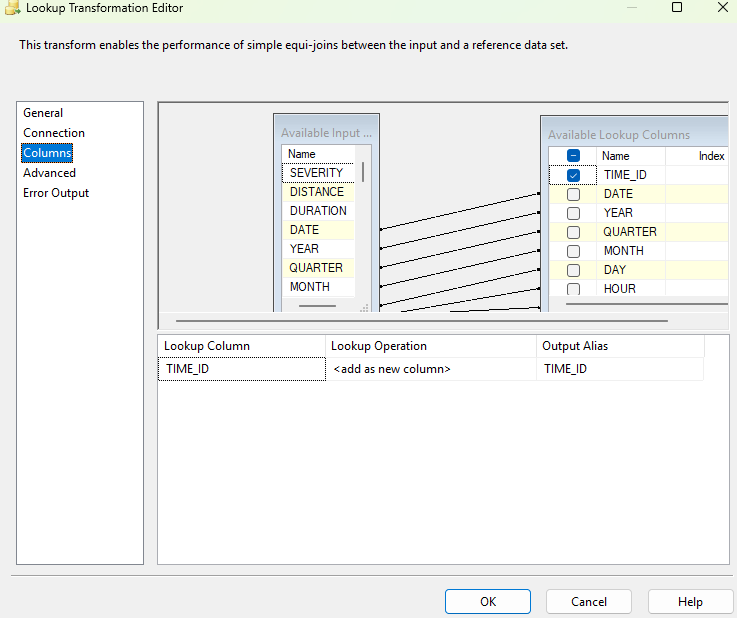 Lookup Transformation Editor
This transform enables the performance of simple equi-joins between the input and a reference data set.
General
Connection
Columns
Advanced
Error Output
Available Input ...
Name
SEVERITY
DISTANCE
DURATION
DATE
YEAR
QUARTER
MONTH
Available Lookup Columns
Name Index
TIME_ID
DATE
YEAR
QUARTER
MONTH
DAY
HOUR
Lookup Column Lookup Operation Output Alias
TIME_ID <add as new column> TIME_ID
OK Cancel Help